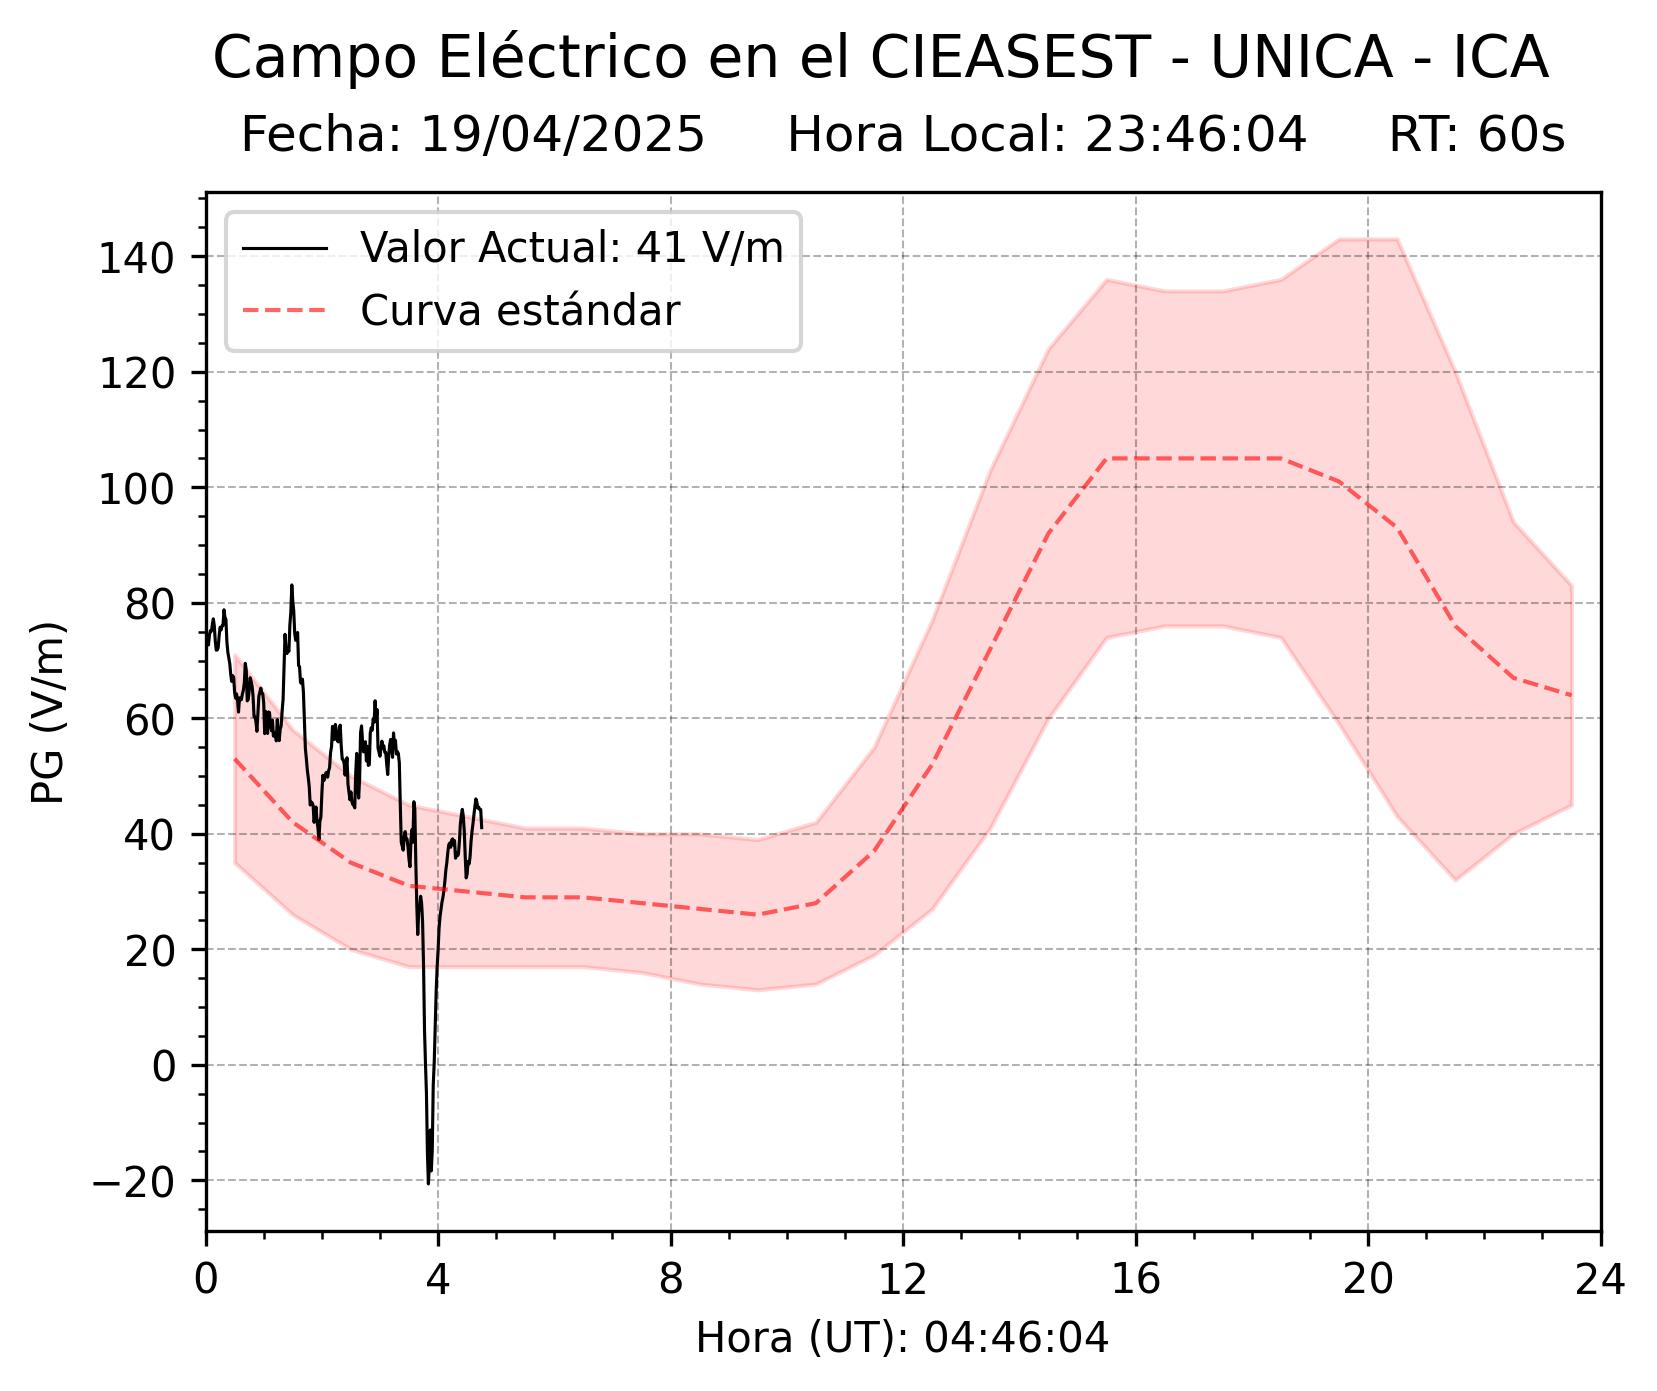 Campo Eléctrico en el CIEASEST - UNICA - ICA
Fecha: 19/04/2025 Hora Local: 23:46:04 RT: 60s
Valor Actual: 41 V/m
Curva estándar
PG (V/m)
140
120
100
80
60
40
20
0
−20
0 4 8 12 16 20 24
Hora (UT): 04:46:04